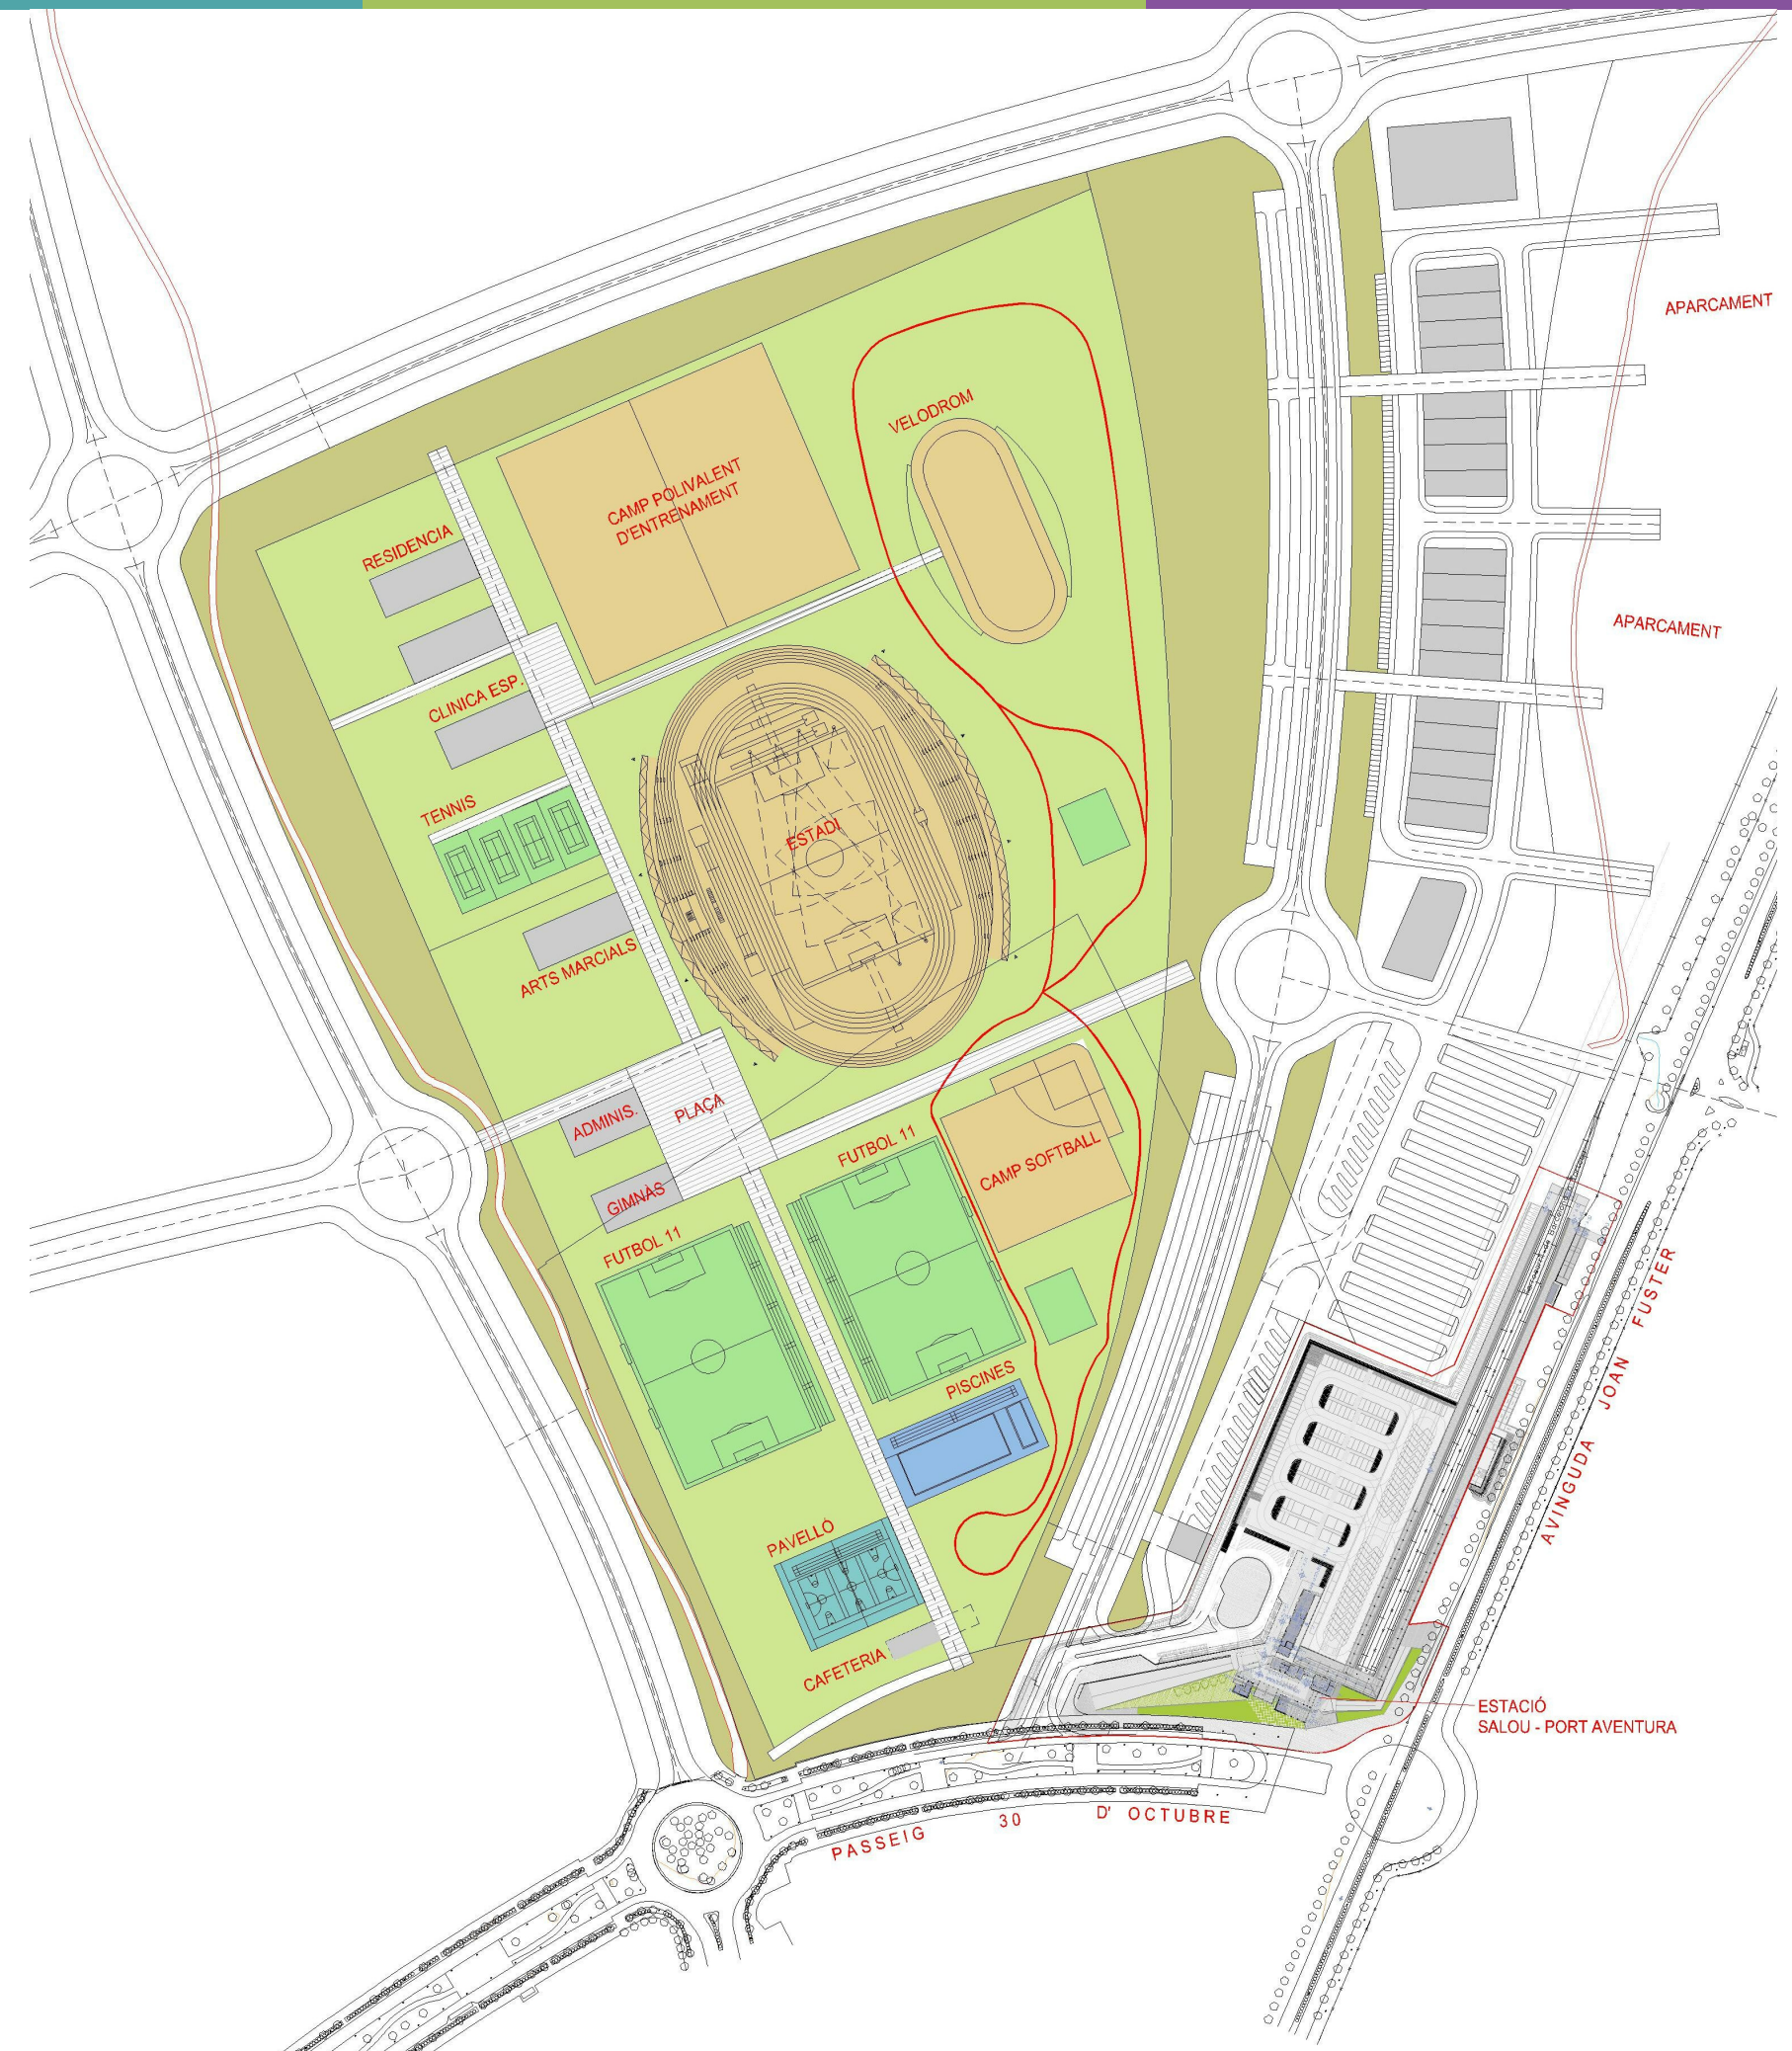 APARCAMENT
VELODROM
CAMP POLIVALENT
D'ENTRENAMENT
RESIDENCIA
APARCAMENT
CLINICA ESP.
TENNIS
ESTADI
ARTS MARCIALS
PLAÇA
ADMINIS.
FUTBOL 11
CAMP SOFTBALL
GIMNÀS
FUTBOL 11
PISCINES
PAVELLÓ
CAFETERIA
AVINGUDA JOAN FUSTER
ESTACIÓ
SALOU - PORT AVENTURA
PASSEIG 30 D' OCTUBRE